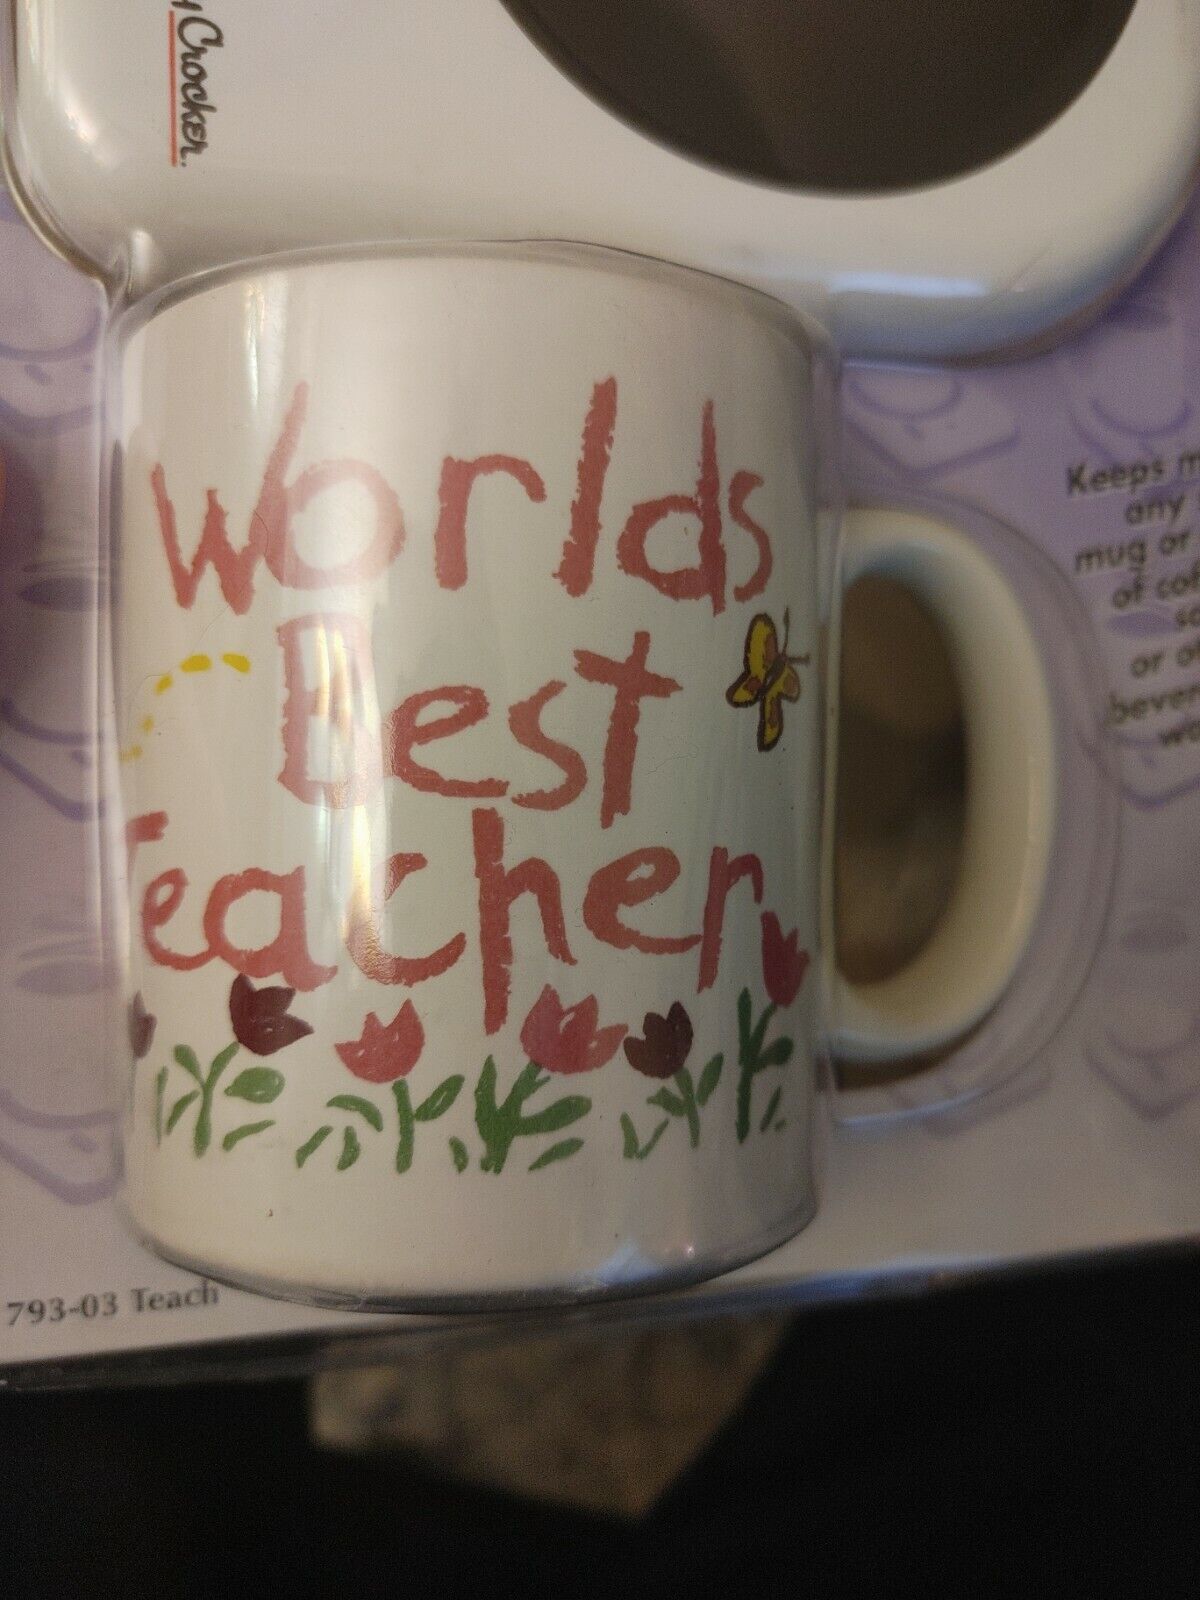 Crocker
Worlds
Best
Teacher
Keeps
any
mug or
of
or
793-03 Teach